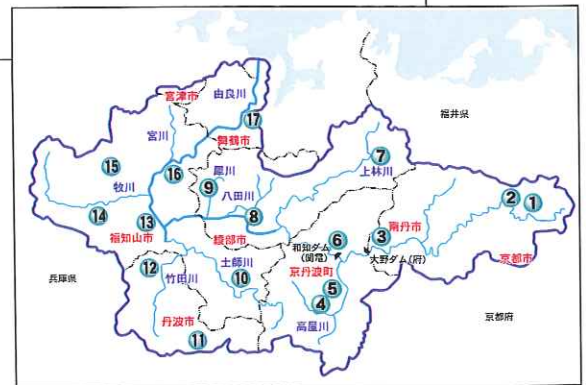 由良川
宮津市
福井県
宮川
⑰
舞鶴市
⑦
⑮
⑯
犀川
上林川
牧川
⑨
八田川
②
①
⑭
⑬
⑧
南丹市
福知山市
⑥
③
綾部市
和知ダム
(関電)
大野ダム(府)
京都市
⑫
土師川
京丹波町
兵庫県
竹田川
⑩
⑤
④
京都府
丹波市
高屋川
⑪